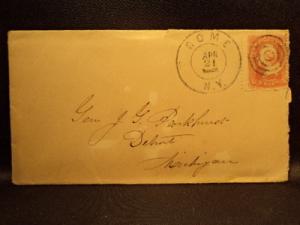 ROME
APR
21
N.Y.
Gen J. G. Parkhurst
Detroit
Michigan